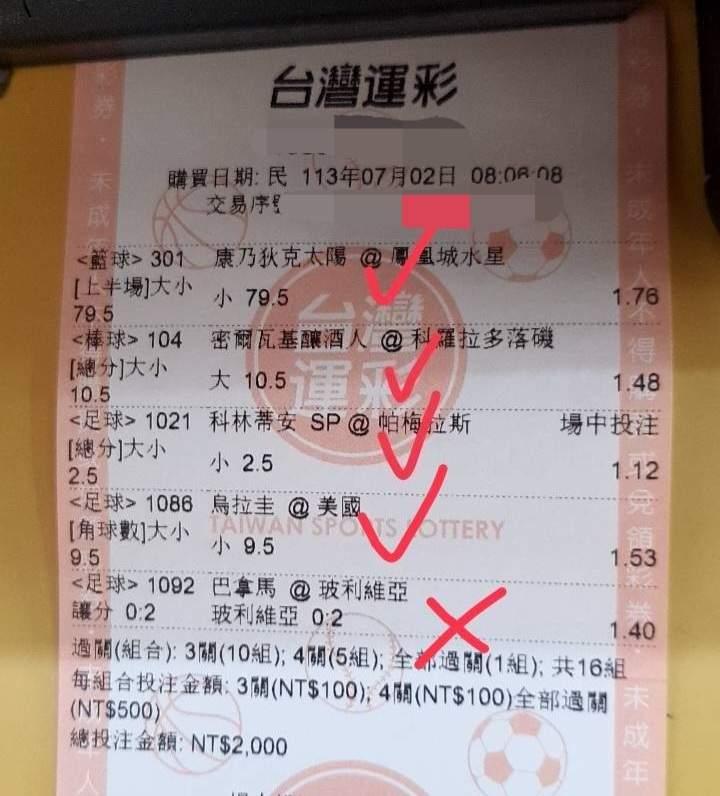 台灣運彩
購買日期: 民 113年07月02日 08:06:08
交易序號
<籃球> 301 康乃狄克太陽 @ 鳳凰城水星
[上半場]大小 小 79.5 1.76
79.5
<棒球> 104 密爾瓦基釀酒人 @ 科羅拉多落磯
[總分]大小 大 10.5 1.48
10.5
<足球> 1021 科林蒂安 SP @ 帕梅拉斯 場中投注
[總分]大小 小 2.5 1.12
2.5
<足球> 1086 烏拉圭 @ 美國
[角球數]大小 小 9.5 1.53
9.5
TAIWAN SPORTS LOTTERY
<足球> 1092 巴拿馬 @ 玻利維亞
讓分 0:2 玻利維亞 0:2 1.40
過關(組合): 3關(10組); 4關(5組); 全部過關(1組); 共16組
每組合投注金額: 3關(NT$100), 4關(NT$100)全部過關
(NT$500)
總投注金額: NT$2,000